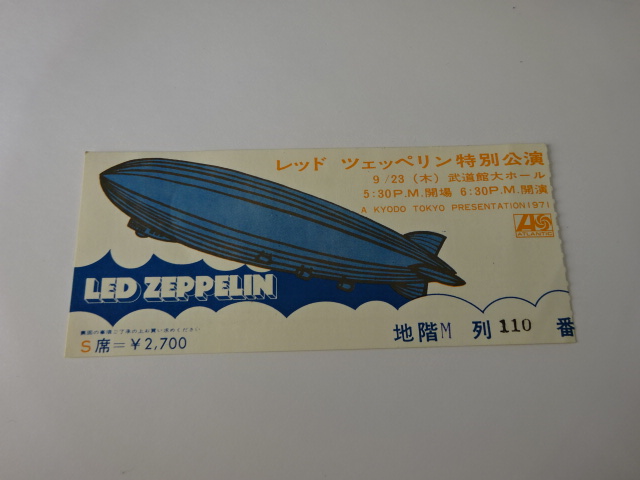 レッド ツェッペリン特別公演
9/23 (木) 武道館大ホール
5:30P.M.開場 6:30P.M.開演
A KYODO TOKYO PRESENTATION1971
ATLANTIC
LED ZEPPELIN
S席=¥2,700
地階M 列110 番